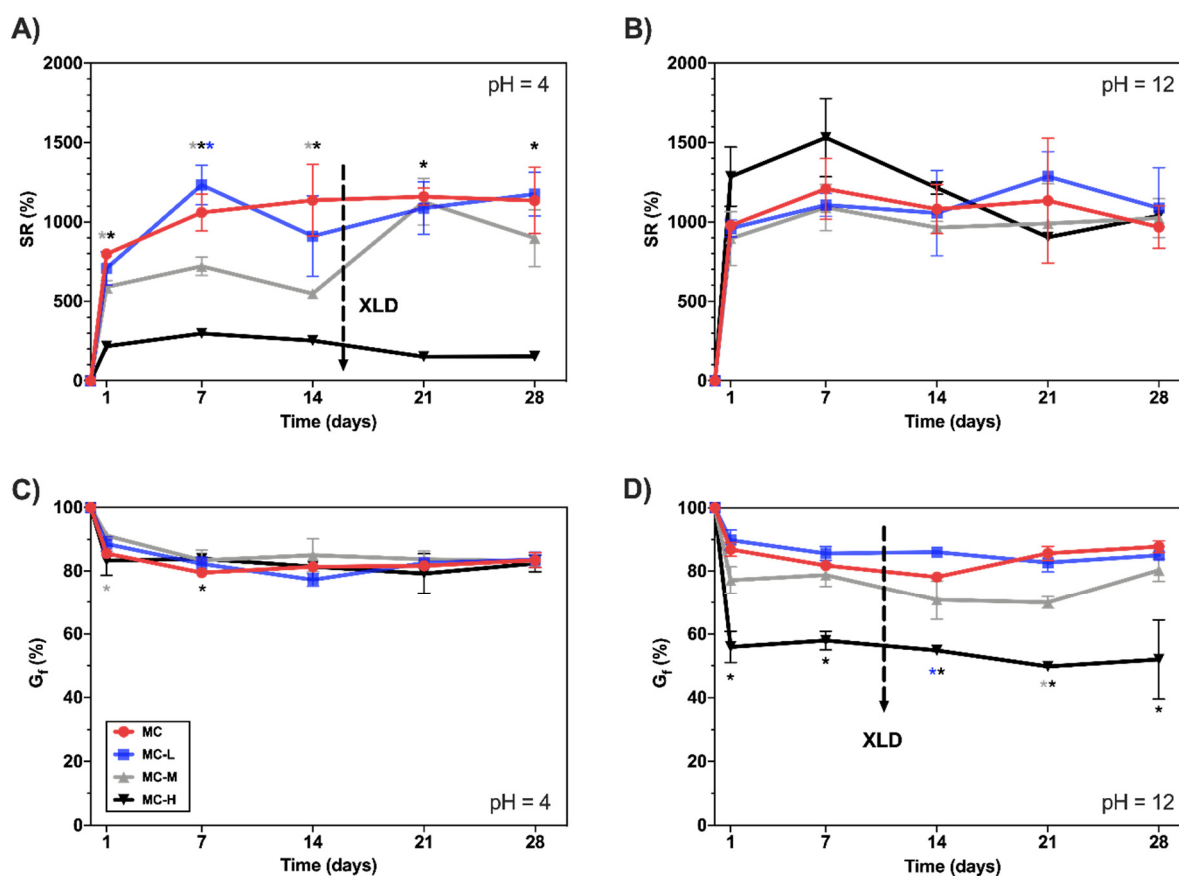 A)
SR (%)
2000
1500
1000
500
0
pH = 4
** *** ** * *
XLD
1 7 14 21 28
Time (days)
B)
SR (%)
2000
1500
1000
500
0
pH = 12
1 7 14 21 28
Time (days)
C)
Gf (%)
100
80
60
40
20
0
* *
MC
MC-L
MC-M
MC-H
pH = 4
1 7 14 21 28
Time (days)
D)
Gf (%)
100
80
60
40
20
0
* * ** ** *
XLD
pH = 12
1 7 14 21 28
Time (days)